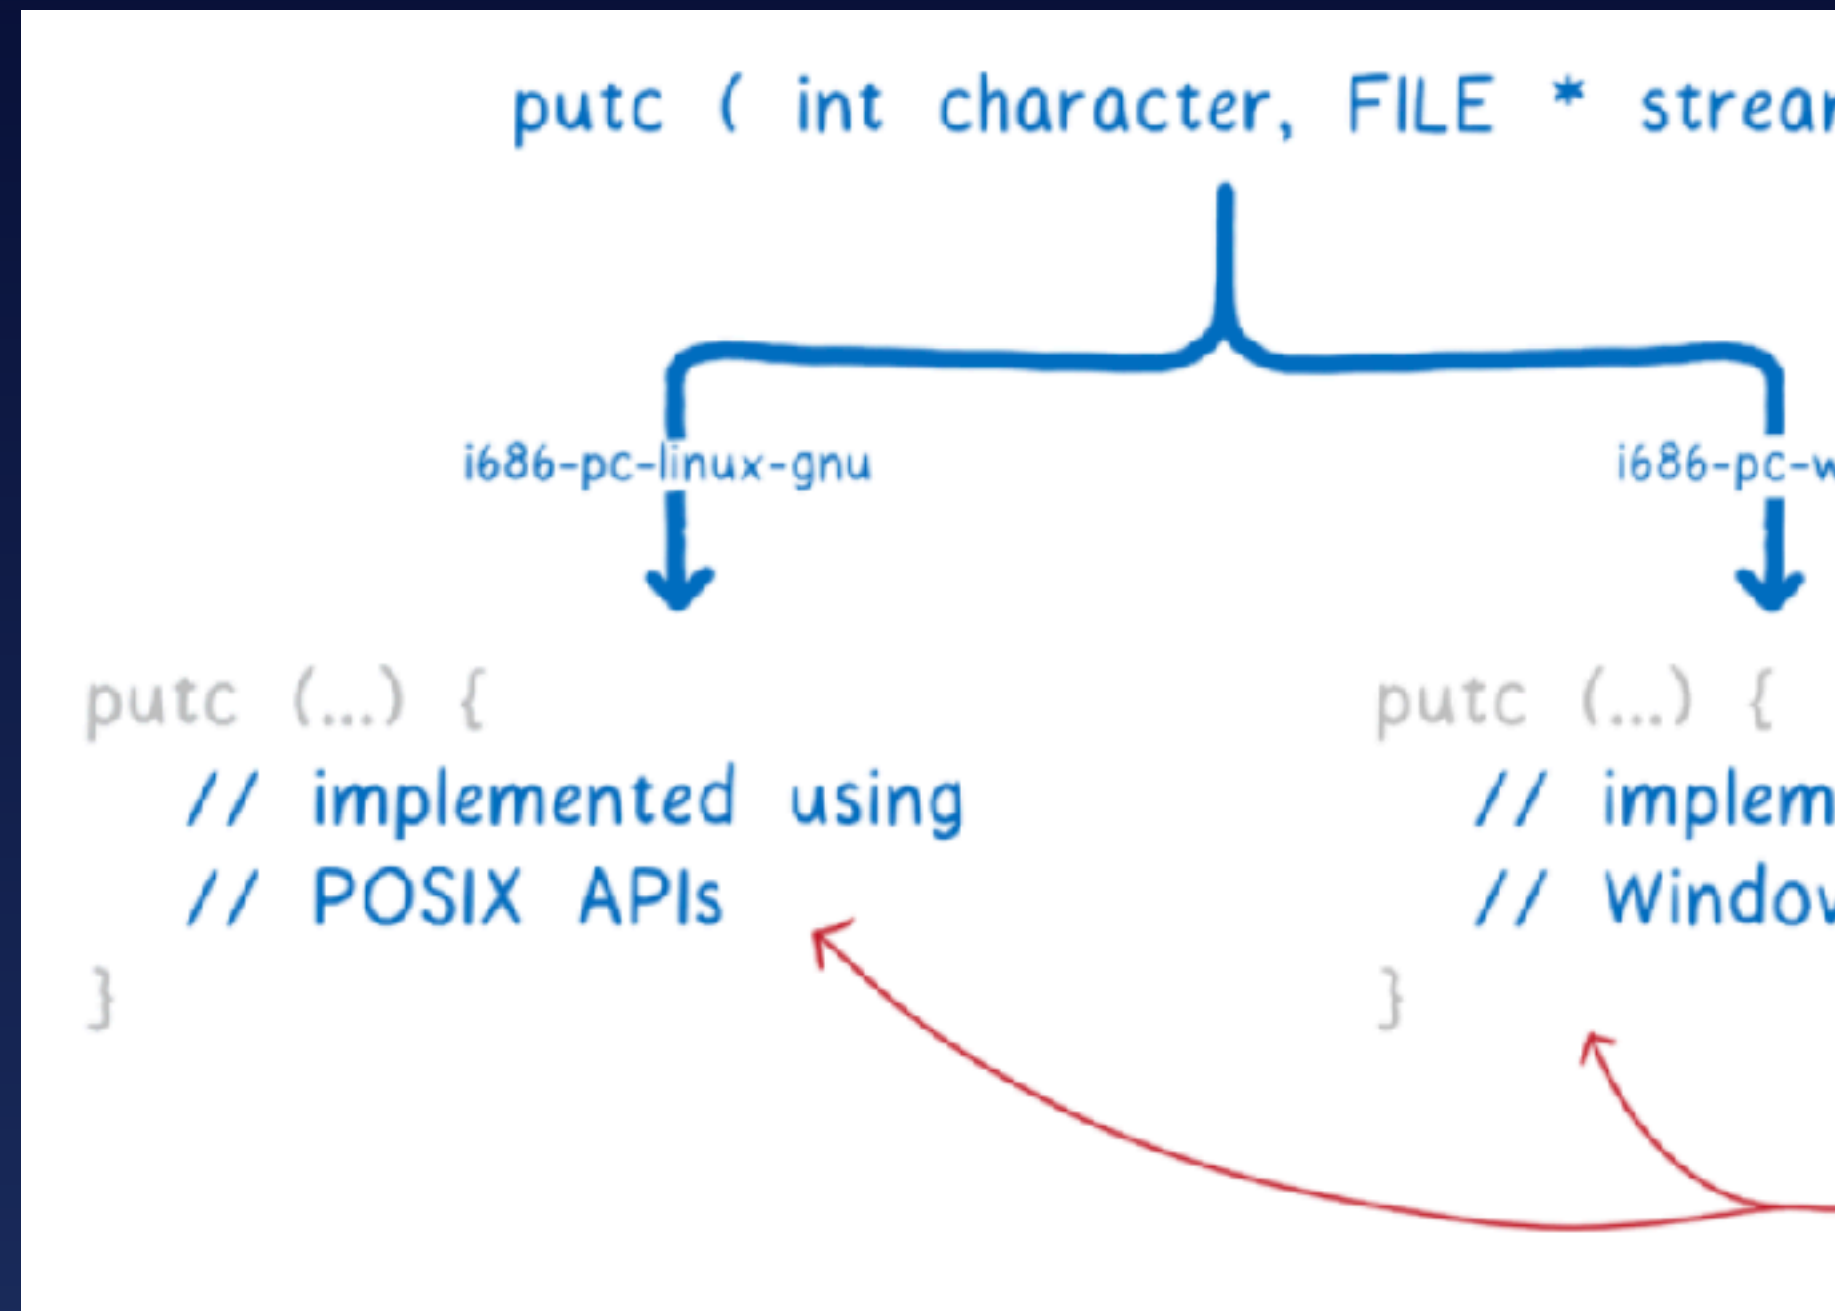 putc ( int character, FILE * strea
i686-pc-linux-gnu
i686-pc-w
putc (...) {
// implemented using
// POSIX APIs
}
putc (...) {
// implem
// Windo
}